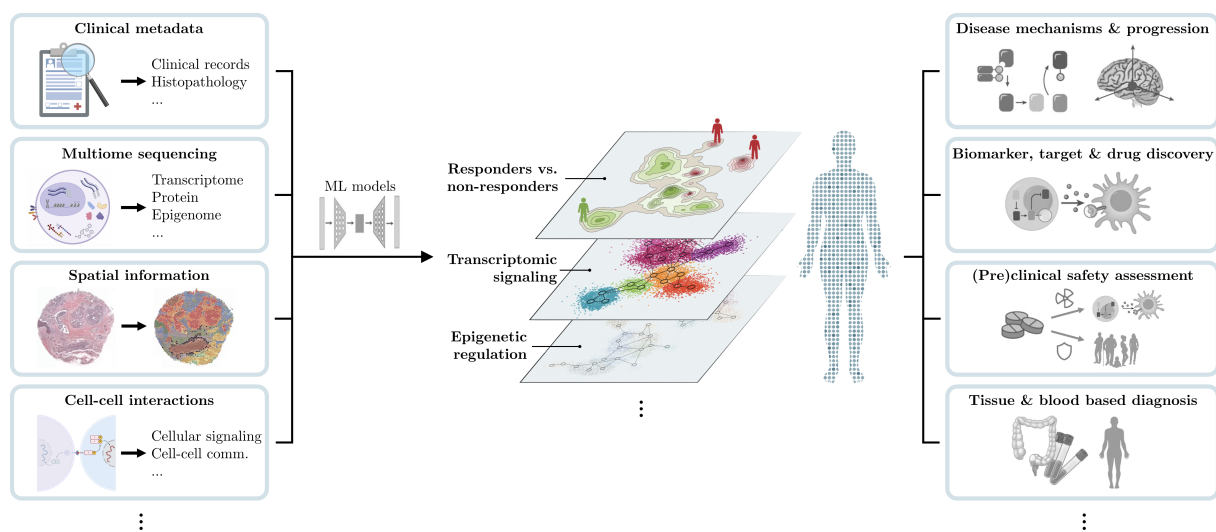 Clinical metadata
Clinical records
Histopathology
...
Multiome sequencing
Transcriptome
Protein
Epigenome
...
Spatial information
Cell-cell interactions
Cellular signaling
Cell-cell comm.
...
ML models
Responders vs.
non-responders
Transcriptomic
signaling
Epigenetic
regulation
Disease mechanisms & progression
Biomarker, target & drug discovery
(Pre)clinical safety assessment
Tissue & blood based diagnosis